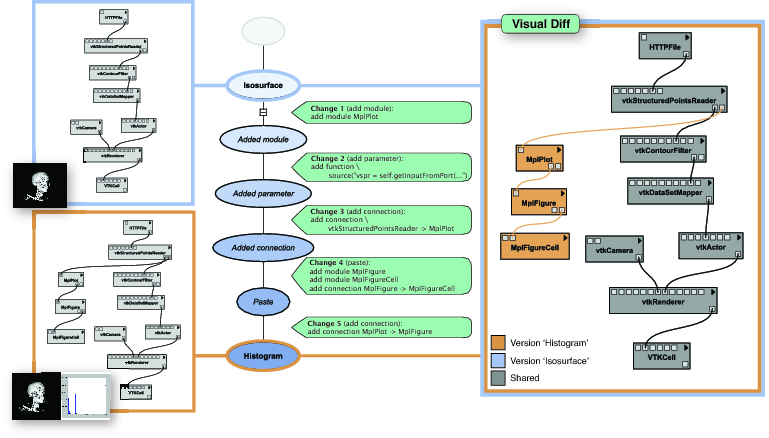 HTTPFile
vtkStructuredPointsReader
vtkContourFilter
vtkDataSetMapper
vtkCamera
vtkActor
vtkRenderer
VTKCell
HTTPFile
vtkStructuredPointsReader
MplPlot
vtkContourFilter
MplFigure
vtkDataSetMapper
MplFigureCell
vtkCamera
vtkActor
vtkRenderer
VTKCell
Isosurface
Change 1 (add module):
add module MplPlot
Added module
Change 2 (add parameter):
add function \
source("vspr = self.getInputFromPort(...")
Added parameter
Change 3 (add connection):
add connection \
vtkStructuredPointsReader -> MplPlot
Added connection
Change 4 (paste):
add module MplFigure
add module MplFigureCell
add connection MplFigure -> MplFigureCell
Paste
Change 5 (add connection):
add connection MplPlot -> MplFigure
Histogram
Visual Diff
HTTPFile
vtkStructuredPointsReader
MplPlot
vtkContourFilter
MplFigure
vtkDataSetMapper
MplFigureCell
vtkCamera
vtkActor
vtkRenderer
VTKCell
Version 'Histogram'
Version 'Isosurface'
Shared